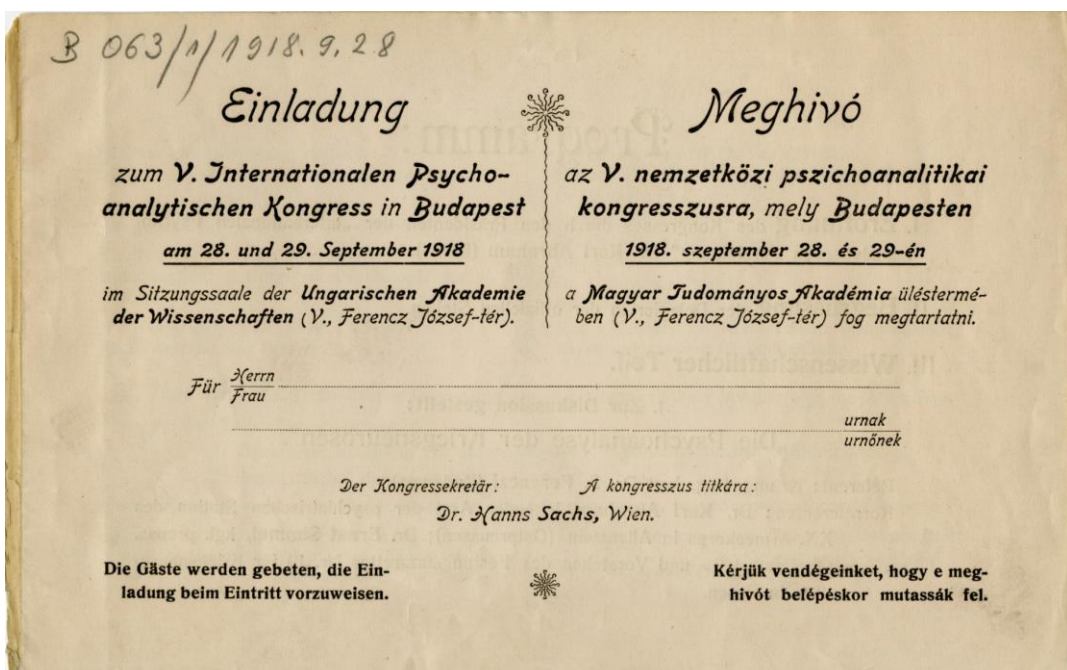 B 063/1/1918.9.28
Einladung
zum V. Internationalen Psycho-
analytischen Kongress in Budapest
am 28. und 29. September 1918
im Sitzungssaale der Ungarischen Akademie
der Wissenschaften (V., Ferencz József-tér).
Meghivó
az V. nemzetközi pszichoanalitikai
kongresszusra, mely Budapesten
1918. szeptember 28. és 29-én
a Magyar Tudományos Akadémia üléstermé-
ben (V., Ferencz József-tér) fog megtartatni.
Für Herrn
Frau
urnak
urnőnek
Der Kongressekretär: A kongresszus titkára:
Dr. Hanns Sachs, Wien.
Die Gäste werden gebeten, die Ein-
ladung beim Eintritt vorzuweisen.
Kérjük vendégeinket, hogy e meg-
hivót belépéskor mutassák fel.